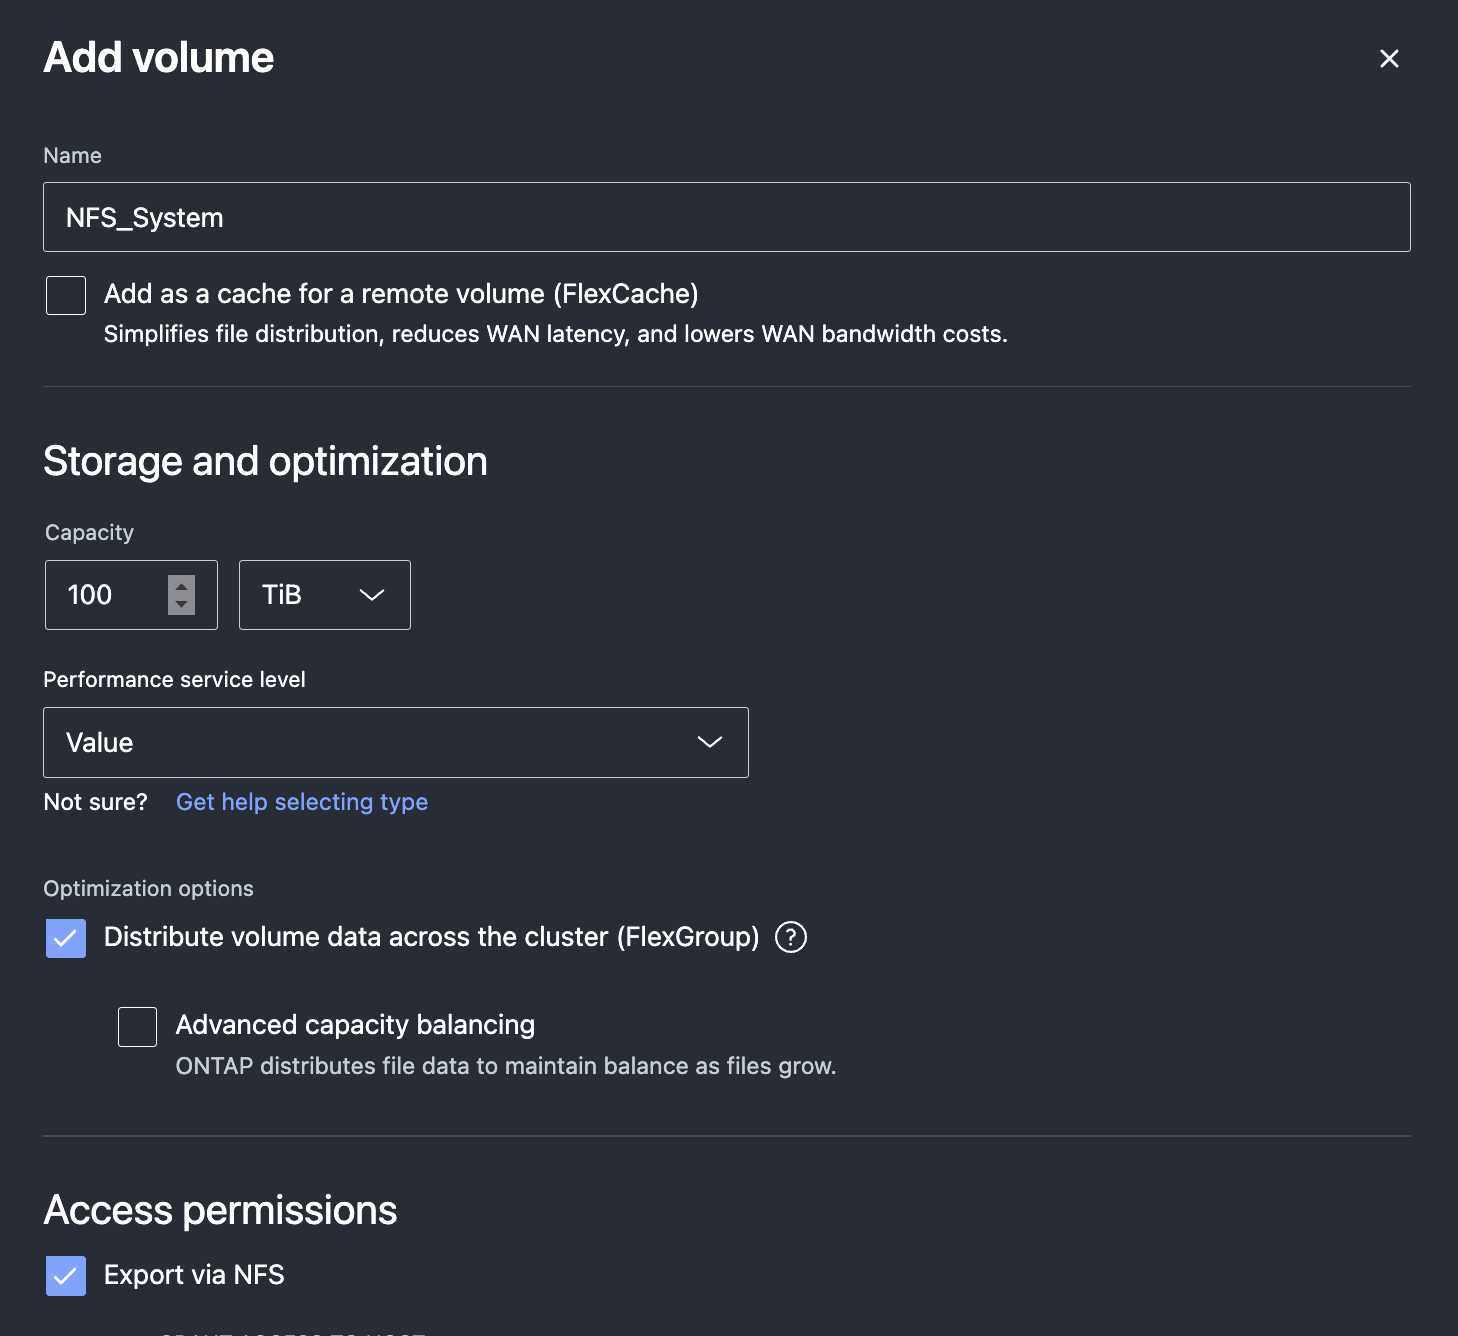 Add volume
Name
NFS_System
Add as a cache for a remote volume (FlexCache)
Simplifies file distribution, reduces WAN latency, and lowers WAN bandwidth costs.
Storage and optimization
Capacity
100 TiB
Performance service level
Value
Not sure? Get help selecting type
Optimization options
Distribute volume data across the cluster (FlexGroup) ?
Advanced capacity balancing
ONTAP distributes file data to maintain balance as files grow.
Access permissions
Export via NFS